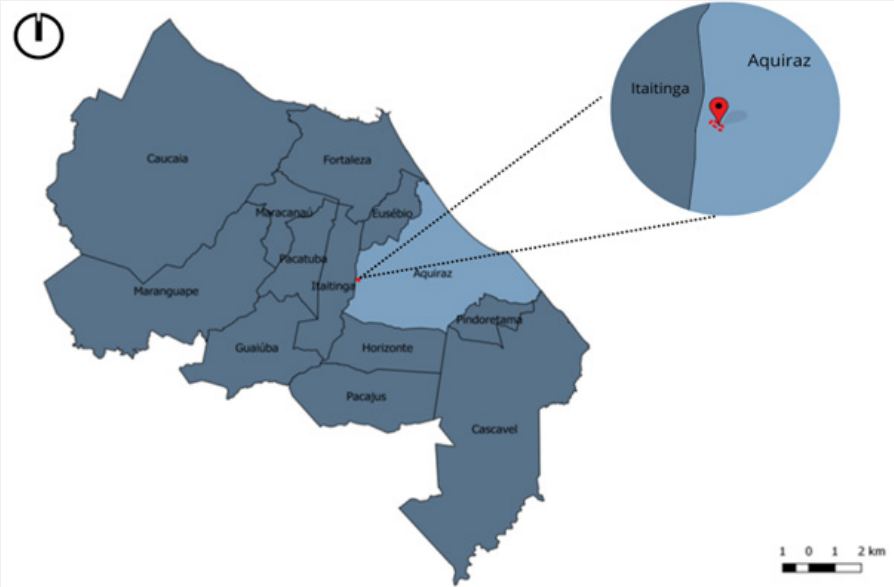 Aquiraz
Itaitinga
Caucaia
Fortaleza
Maracanaú
Eusébio
Pacatuba
Aquiraz
Itaitinga
Maranguape
Pindoretama
Guaiúba
Horizonte
Pacajus
Cascavel
1 0 1 2 km